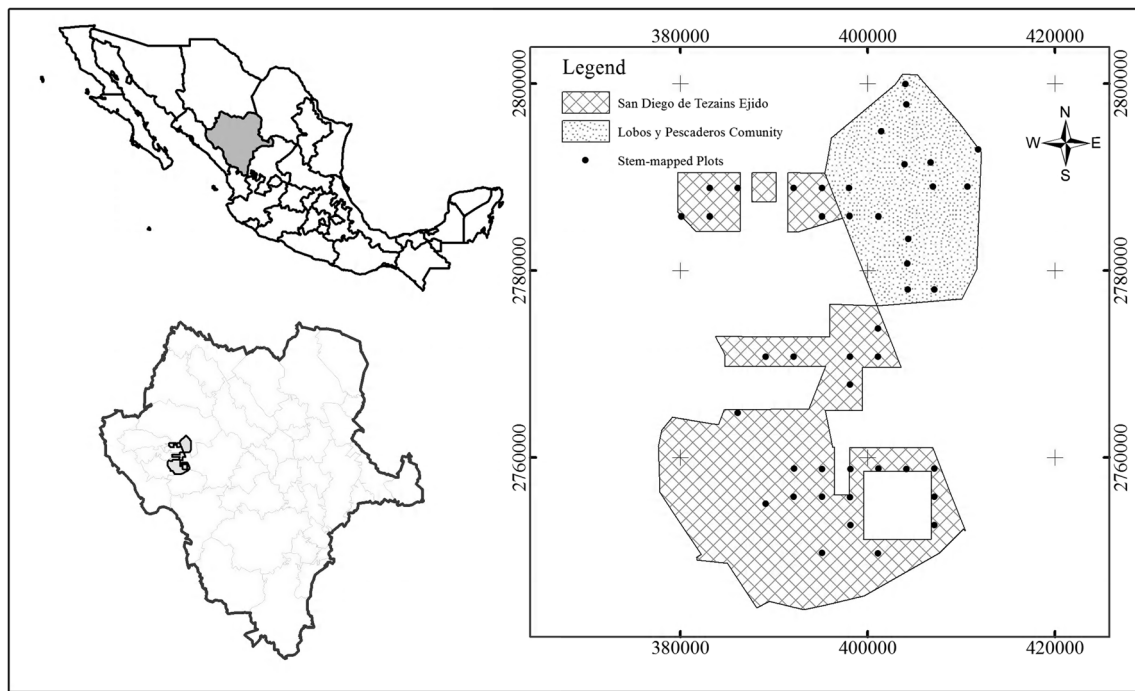 380000 400000 420000
2800000 2800000
Legend
San Diego de Tezains Ejido
Lobos y Pescaderos Comunity
Stem-mapped Plots
N
W E
S
2780000 2780000
2760000 2760000
380000 400000 420000